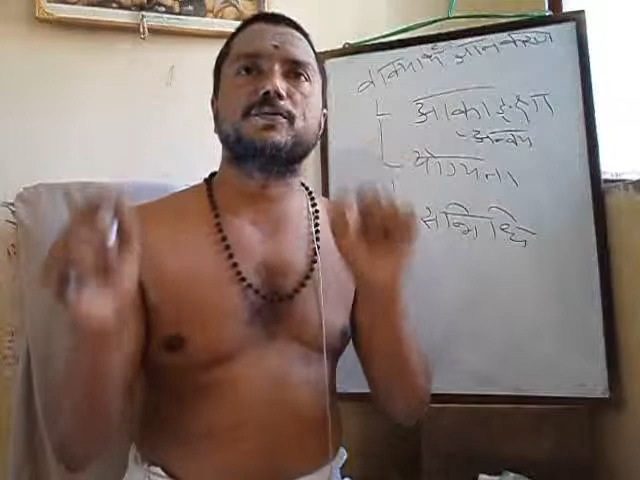 वाक्यार्थ ज्ञान
आकाङ्क्षा
अन्वय
योग्यता
सन्निधि